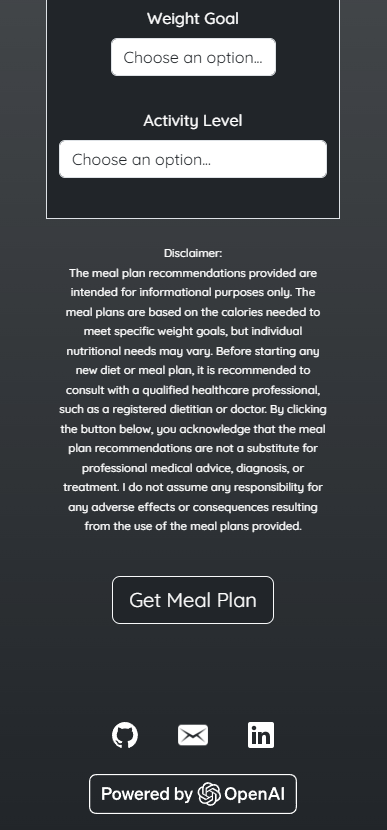 Weight Goal
Choose an option...
Activity Level
Choose an option...
Disclaimer:
The meal plan recommendations provided are
intended for informational purposes only. The
meal plans are based on the calories needed to
meet specific weight goals, but individual
nutritional needs may vary. Before starting any
new diet or meal plan, it is recommended to
consult with a qualified healthcare professional,
such as a registered dietitian or doctor. By clicking
the button below, you acknowledge that the meal
plan recommendations are not a substitute for
professional medical advice, diagnosis, or
treatment. I do not assume any responsibility for
any adverse effects or consequences resulting
from the use of the meal plans provided.
Get Meal Plan
in
Powered by OpenAI